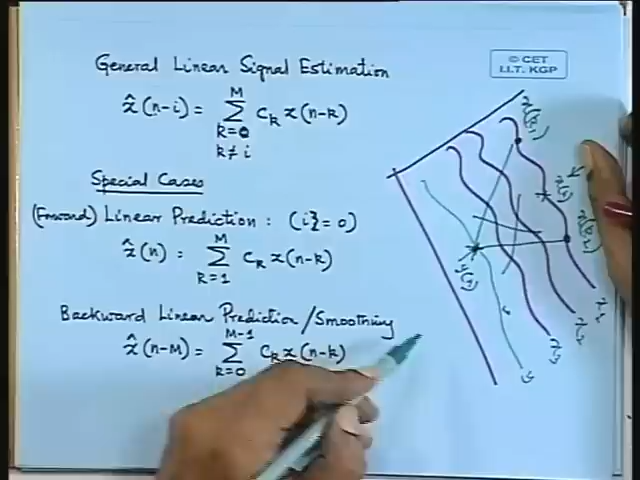 General Linear Signal Estimation
© CET
I.I.T. KGP
x̂(n-i) = Σ_{k=0, k≠i}^{M} c_k x(n-k)
Special Cases
(Forward) Linear Prediction : (i = 0)
x̂(n) = Σ_{k=1}^{M} c_k x(n-k)
Backward Linear Prediction/Smoothing
x̂(n-M) = Σ_{k=0}^{M-1} c_k x(n-k)